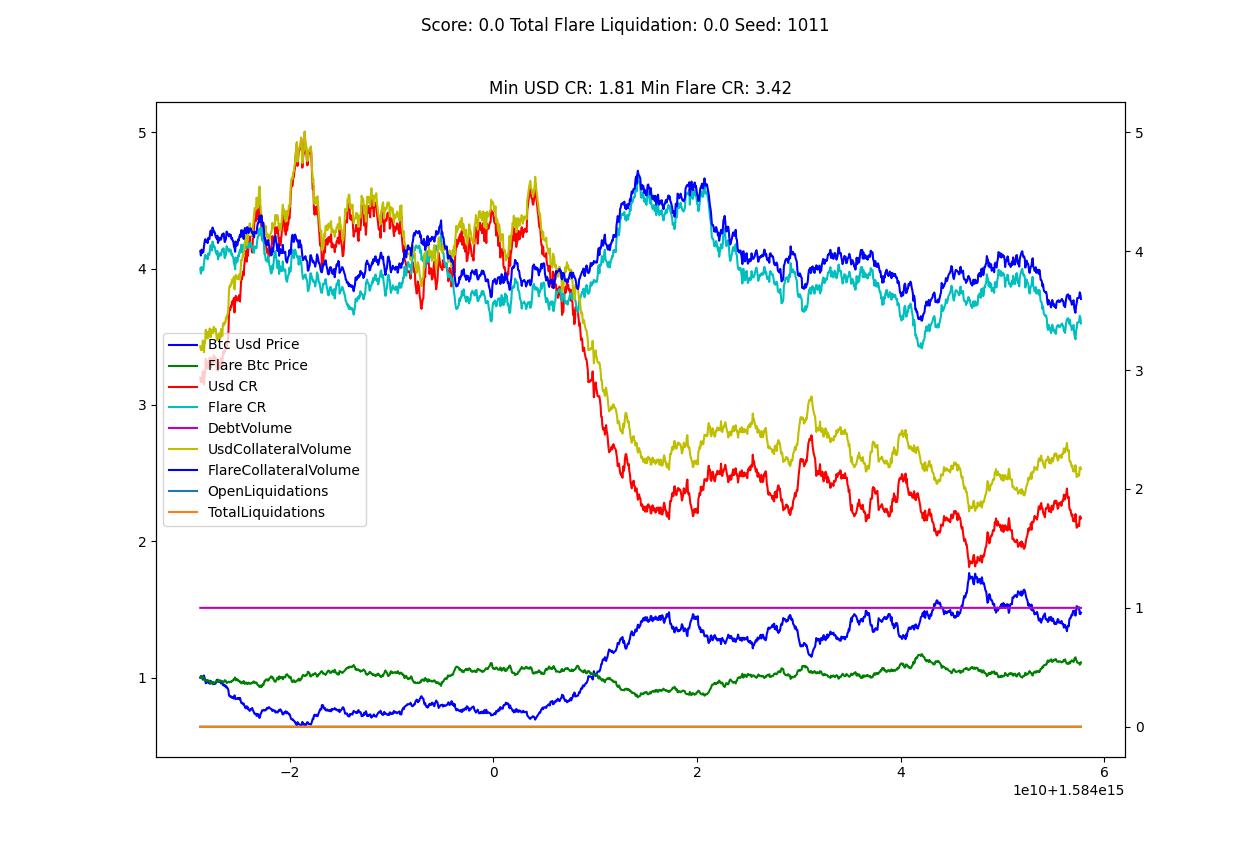 Score: 0.0 Total Flare Liquidation: 0.0 Seed: 1011
Min USD CR: 1.81 Min Flare CR: 3.42
5
4
3
2
1
5
4
3
2
1
0
Btc Usd Price
Flare Btc Price
Usd CR
Flare CR
DebtVolume
UsdCollateralVolume
FlareCollateralVolume
OpenLiquidations
TotalLiquidations
−2 0 2 4 6
1e10+1.584e15